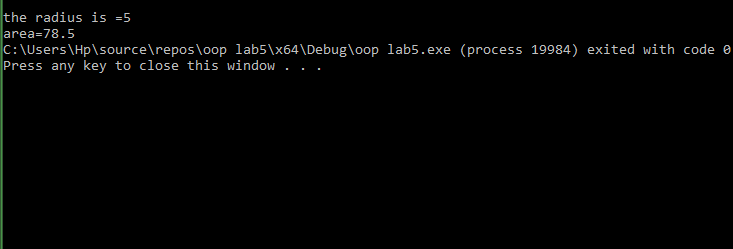 the radius is =5
area=78.5
C:\Users\Hp\source\repos\oop lab5\x64\Debug\oop lab5.exe (process 19984) exited with code 0
Press any key to close this window . . .